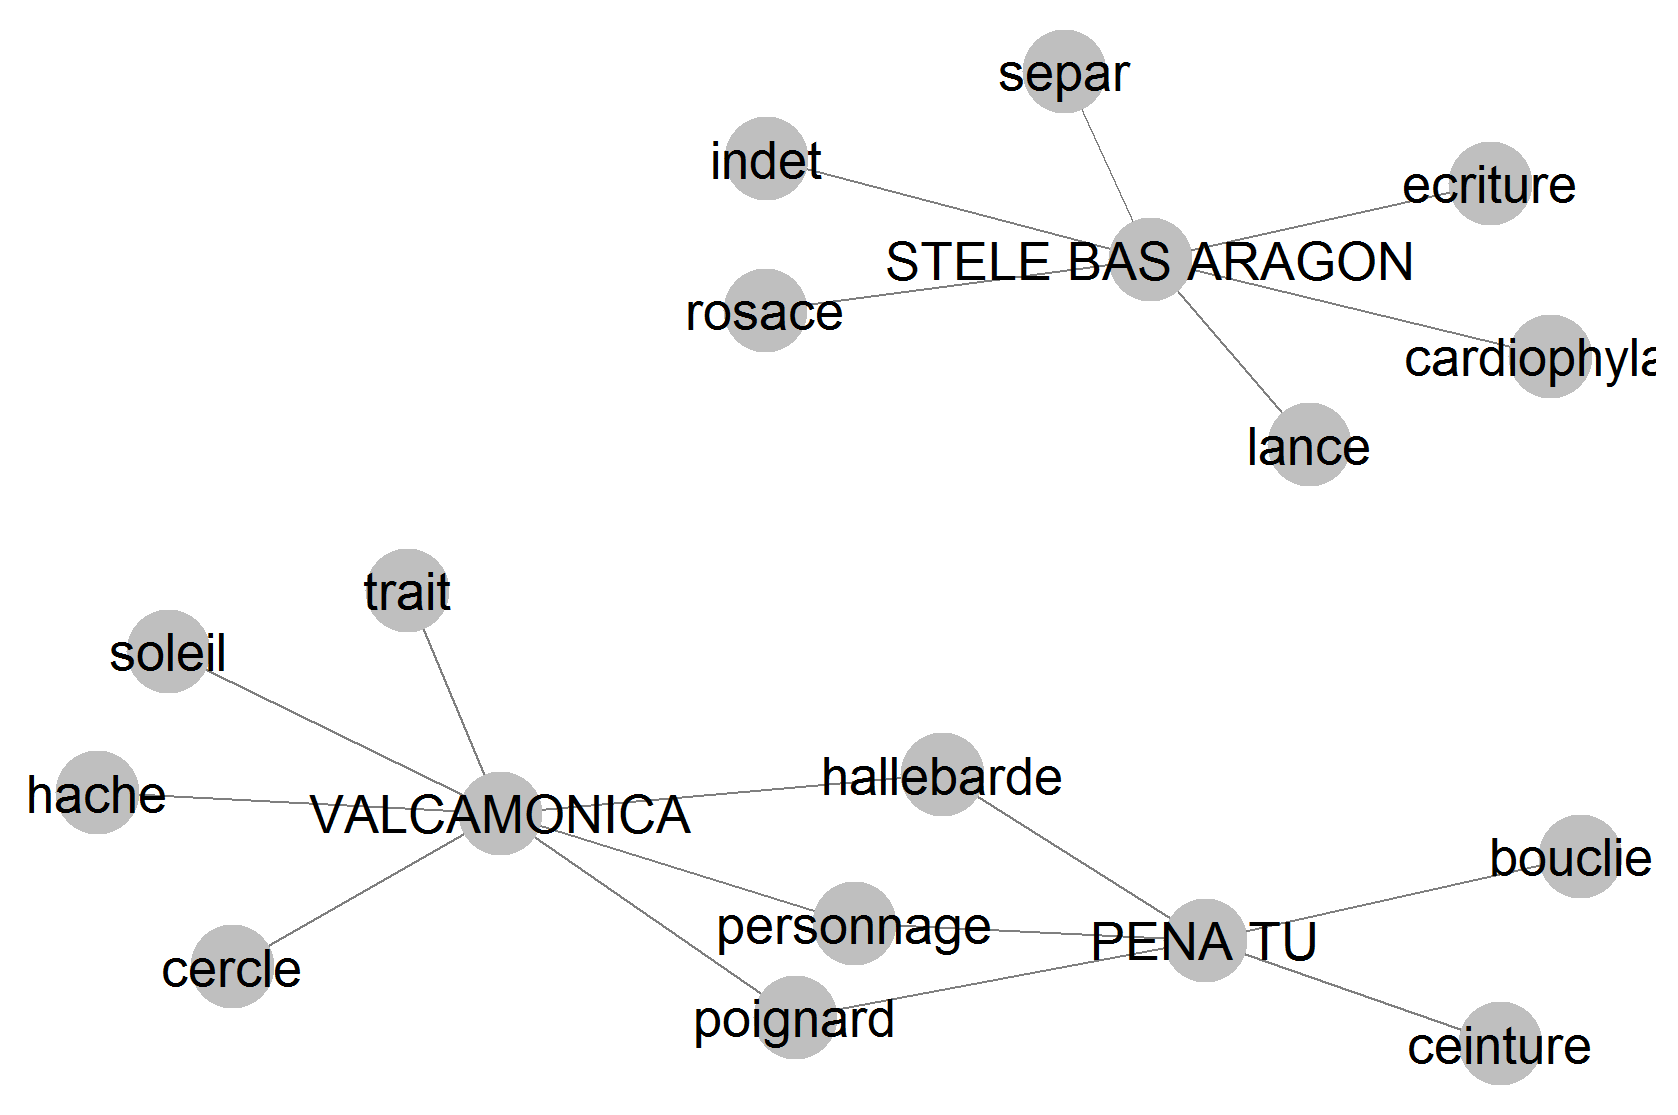 separ
indet
ecriture
STELE BAS ARAGON
rosace
cardiophyla
lance
trait
soleil
hallebarde
hache
VALCAMONICA
bouclie
personnage
PENA TU
cercle
poignard
ceinture